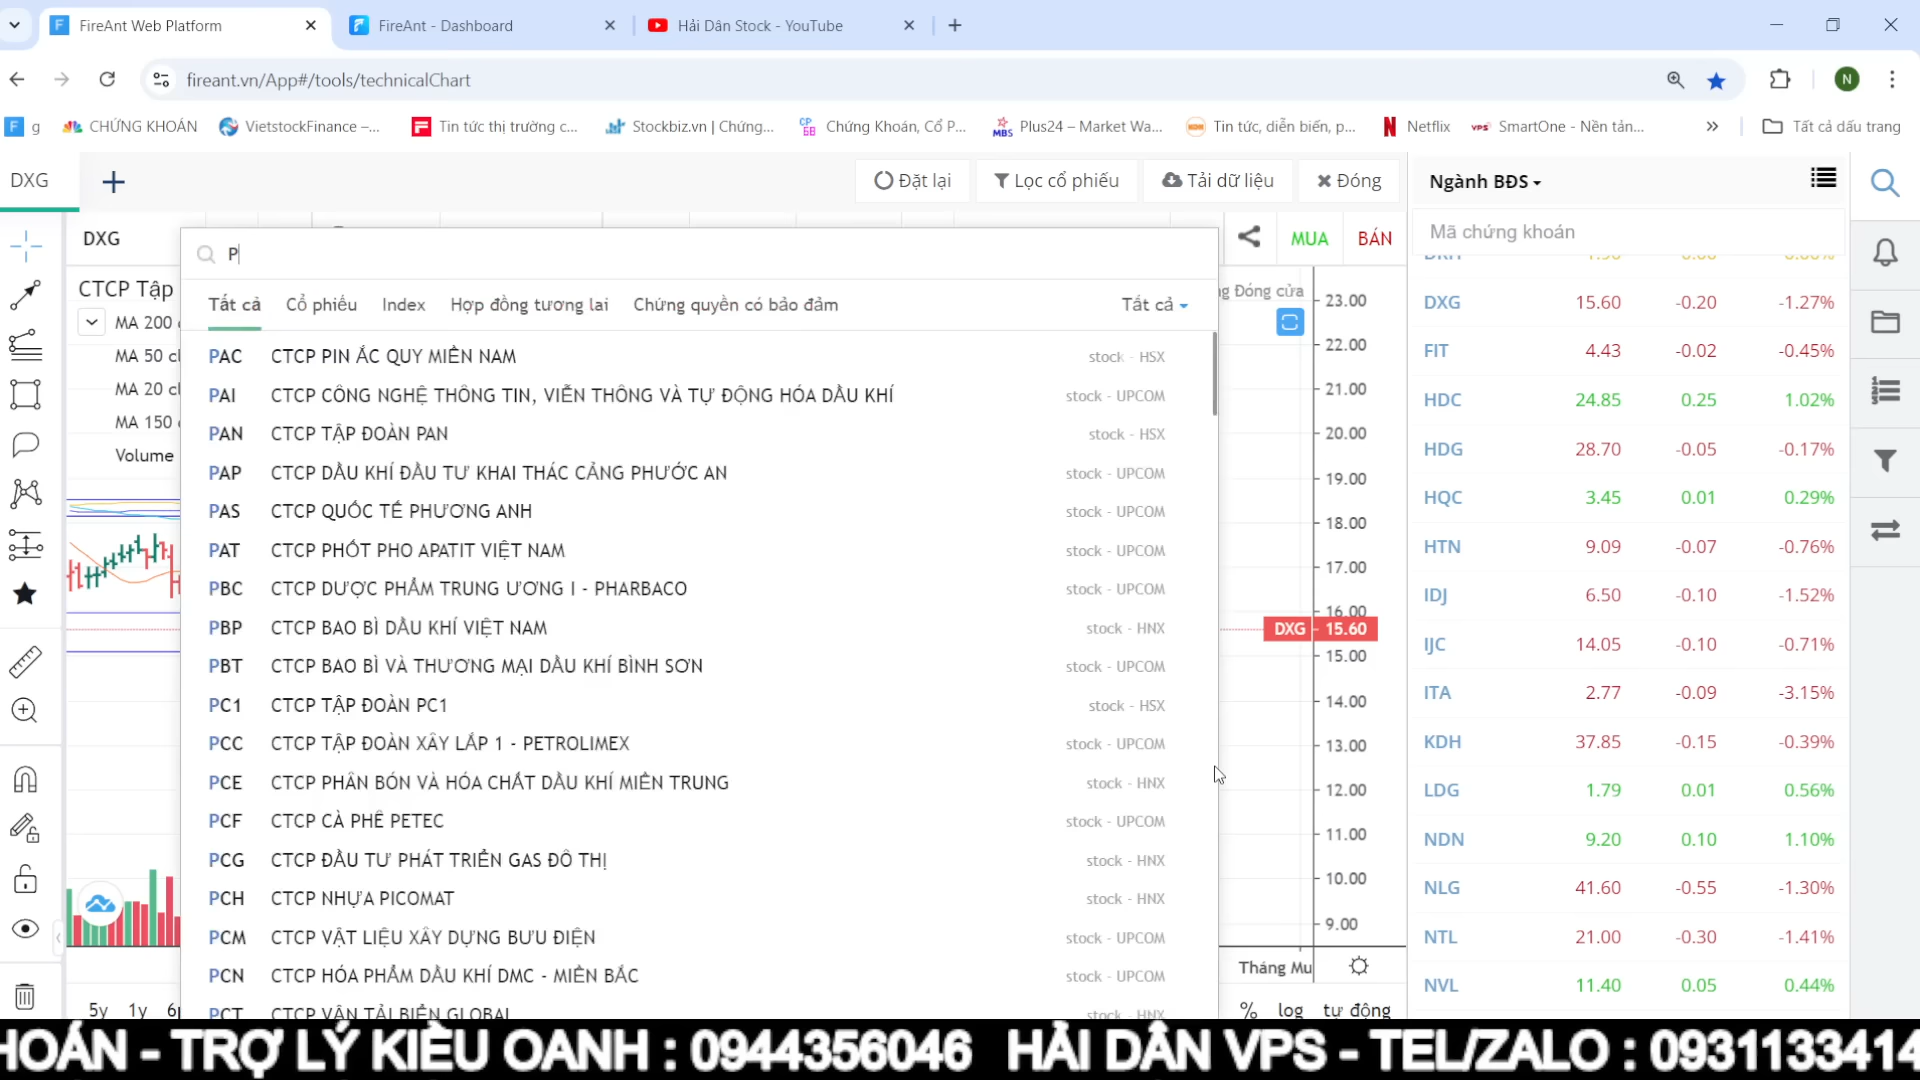 FireAnt Web Platform
FireAnt - Dashboard
Hải Dân Stock - YouTube
fireant.vn/App#/tools/technicalChart
N
g
CHỨNG KHOÁN
VietstockFinance –...
Tin tức thị trường c...
Stockbiz.vn | Chứng...
Chứng Khoán, Cổ P...
Plus24 – Market Wa...
Tin tức, diễn biến, p...
Netflix
SmartOne - Nền tản...
Tất cả dấu trang
DXG
Đặt lại
Lọc cổ phiếu
Tải dữ liệu
Đóng
Ngành BĐS
DXG
P
MUA
BÁN
Mã chứng khoán
CTCP Tập
MA 200
MA 50 cl
MA 20 cl
MA 150
Volume
Tất cả Cổ phiếu Index Hợp đồng tương lai Chứng quyền có bảo đảm Tất cả
PAC CTCP PIN ẮC QUY MIỀN NAM stock - HSX
PAI CTCP CÔNG NGHỆ THÔNG TIN, VIỄN THÔNG VÀ TỰ ĐỘNG HÓA DẦU KHÍ stock - UPCOM
PAN CTCP TẬP ĐOÀN PAN stock - HSX
PAP CTCP DẦU KHÍ ĐẦU TƯ KHAI THÁC CẢNG PHƯỚC AN stock - UPCOM
PAS CTCP QUỐC TẾ PHƯƠNG ANH stock - UPCOM
PAT CTCP PHỐT PHO APATIT VIỆT NAM stock - UPCOM
PBC CTCP DƯỢC PHẨM TRUNG ƯƠNG I - PHARBACO stock - UPCOM
PBP CTCP BAO BÌ DẦU KHÍ VIỆT NAM stock - HNX
PBT CTCP BAO BÌ VÀ THƯƠNG MẠI DẦU KHÍ BÌNH SƠN stock - UPCOM
PC1 CTCP TẬP ĐOÀN PC1 stock - HSX
PCC CTCP TẬP ĐOÀN XÂY LẮP 1 - PETROLIMEX stock - UPCOM
PCE CTCP PHÂN BÓN VÀ HÓA CHẤT DẦU KHÍ MIỀN TRUNG stock - HNX
PCF CTCP CÀ PHÊ PETEC stock - UPCOM
PCG CTCP ĐẦU TƯ PHÁT TRIỂN GAS ĐÔ THỊ stock - HNX
PCH CTCP NHỰA PICOMAT stock - HNX
PCM CTCP VẬT LIỆU XÂY DỰNG BƯU ĐIỆN stock - UPCOM
PCN CTCP HÓA PHẨM DẦU KHÍ DMC - MIỀN BẮC stock - UPCOM
PCT CTCP VẬN TẢI BIỂN GLOBAL stock - HNX
Đóng cửa
23.00
22.00
21.00
20.00
19.00
18.00
17.00
16.00
DXG 15.60
15.00
14.00
13.00
12.00
11.00
10.00
9.00
Tháng Mu
5y 1y
% log tự động
DXG 15.60 -0.20 -1.27%
FIT 4.43 -0.02 -0.45%
HDC 24.85 0.25 1.02%
HDG 28.70 -0.05 -0.17%
HQC 3.45 0.01 0.29%
HTN 9.09 -0.07 -0.76%
IDJ 6.50 -0.10 -1.52%
IJC 14.05 -0.10 -0.71%
ITA 2.77 -0.09 -3.15%
KDH 37.85 -0.15 -0.39%
LDG 1.79 0.01 0.56%
NDN 9.20 0.10 1.10%
NLG 41.60 -0.55 -1.30%
NTL 21.00 -0.30 -1.41%
NVL 11.40 0.05 0.44%
HOÁN - TRỢ LÝ KIỀU OANH : 0944356046 HẢI DÂN VPS - TEL/ZALO : 0931133414